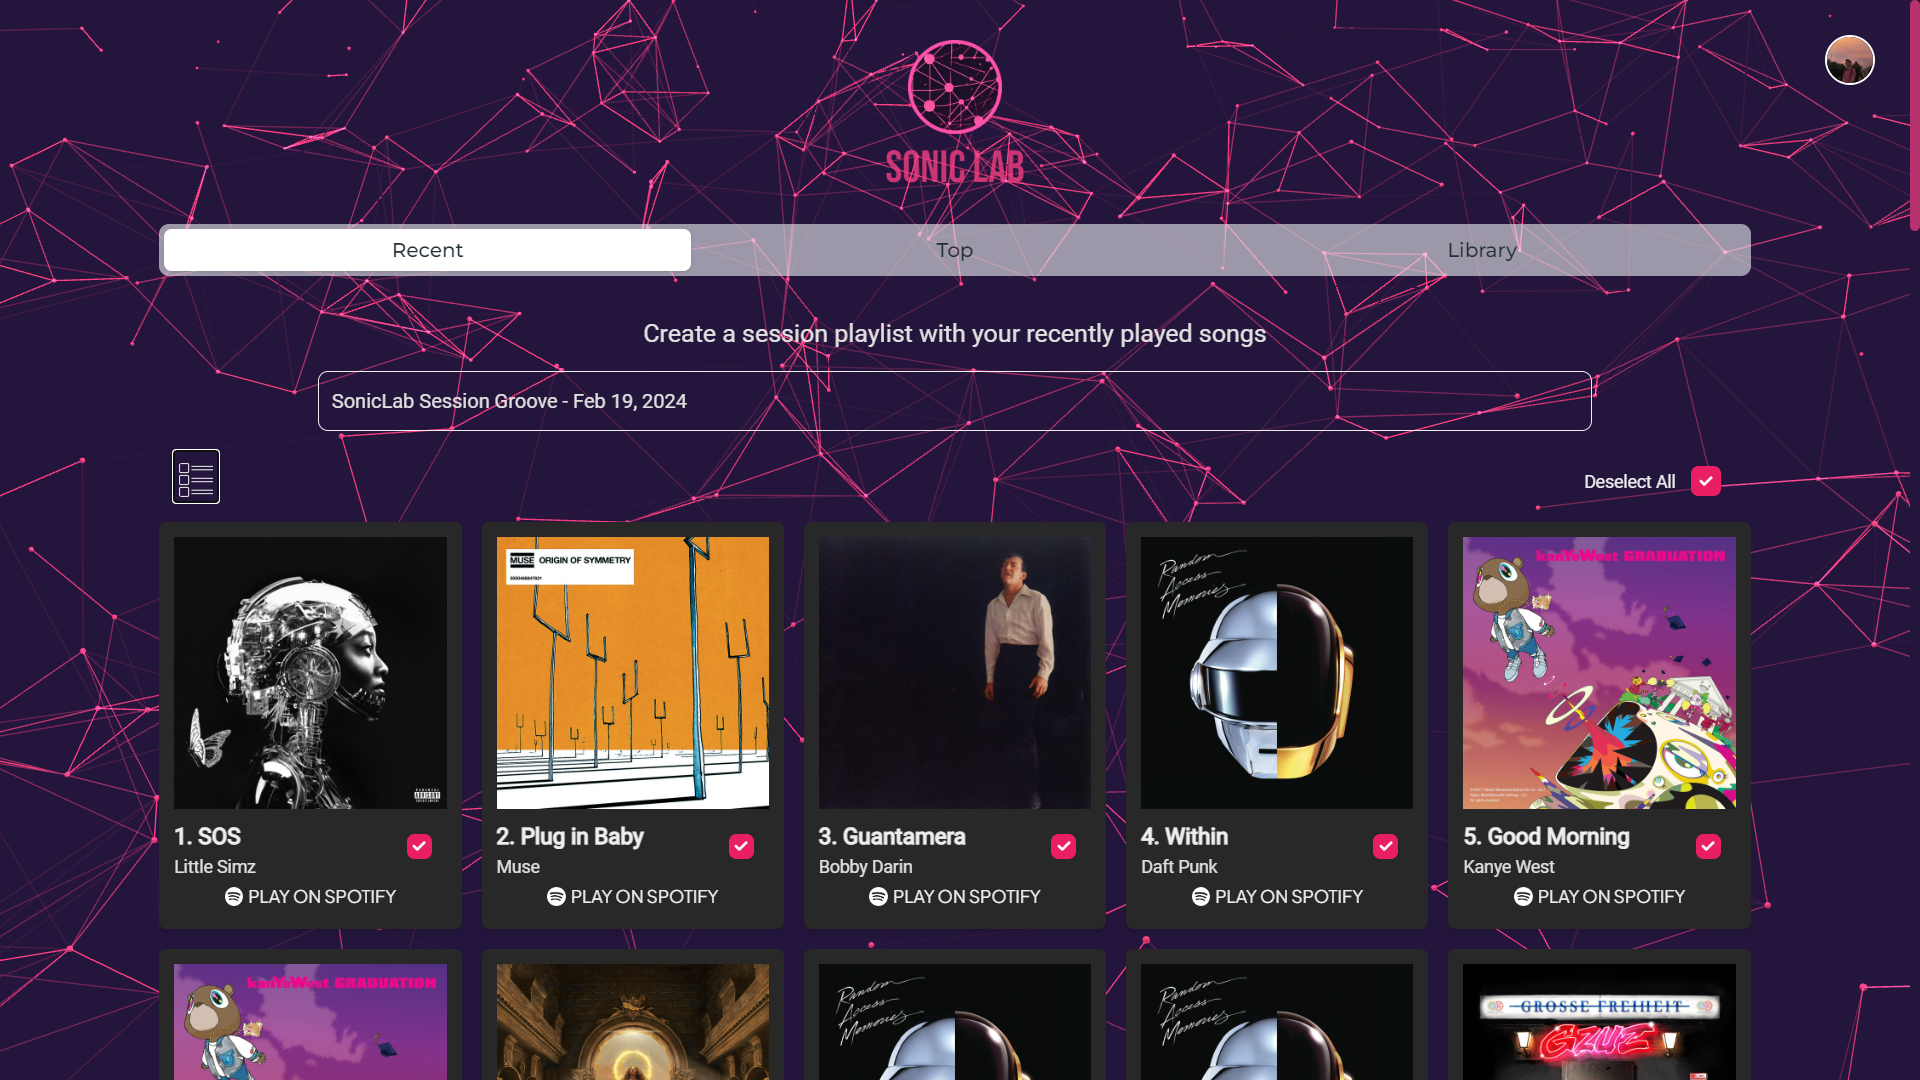 SONIC LAB
Recent
Top
Library
Create a session playlist with your recently played songs
SonicLab Session Groove - Feb 19, 2024
Deselect All
MUSE ORIGIN OF SYMMETRY
Random
Access
Memories
kanYeWest GRADUATION
PARENTAL
ADVISORY
1. SOS
Little Simz
PLAY ON SPOTIFY
2. Plug in Baby
Muse
PLAY ON SPOTIFY
3. Guantamera
Bobby Darin
PLAY ON SPOTIFY
4. Within
Daft Punk
PLAY ON SPOTIFY
5. Good Morning
Kanye West
PLAY ON SPOTIFY
kanYeWest GRADUATION
Random
Access
Memories
Random
Access
Memories
GROSSE FREIHEIT
GZUZ